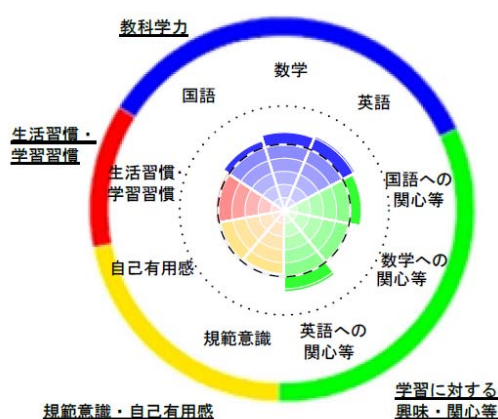 教科学力
数学
国語
英語
生活習慣・
学習習慣
生活習慣・
学習習慣
国語への
関心等
自己有用感
数学への
関心等
規範意識
英語への
関心等
学習に対する
興味・関心等
規範意識・自己有用感